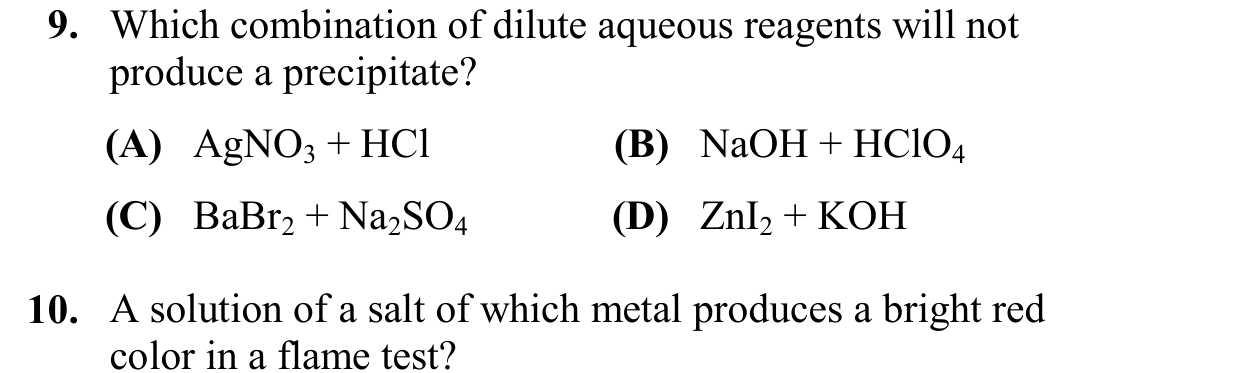 9. Which combination of dilute aqueous reagents will not
produce a precipitate?
(A) AgNO₃ + HCl (B) NaOH + HClO₄
(C) BaBr₂ + Na₂SO₄ (D) ZnI₂ + KOH
10. A solution of a salt of which metal produces a bright red
color in a flame test?